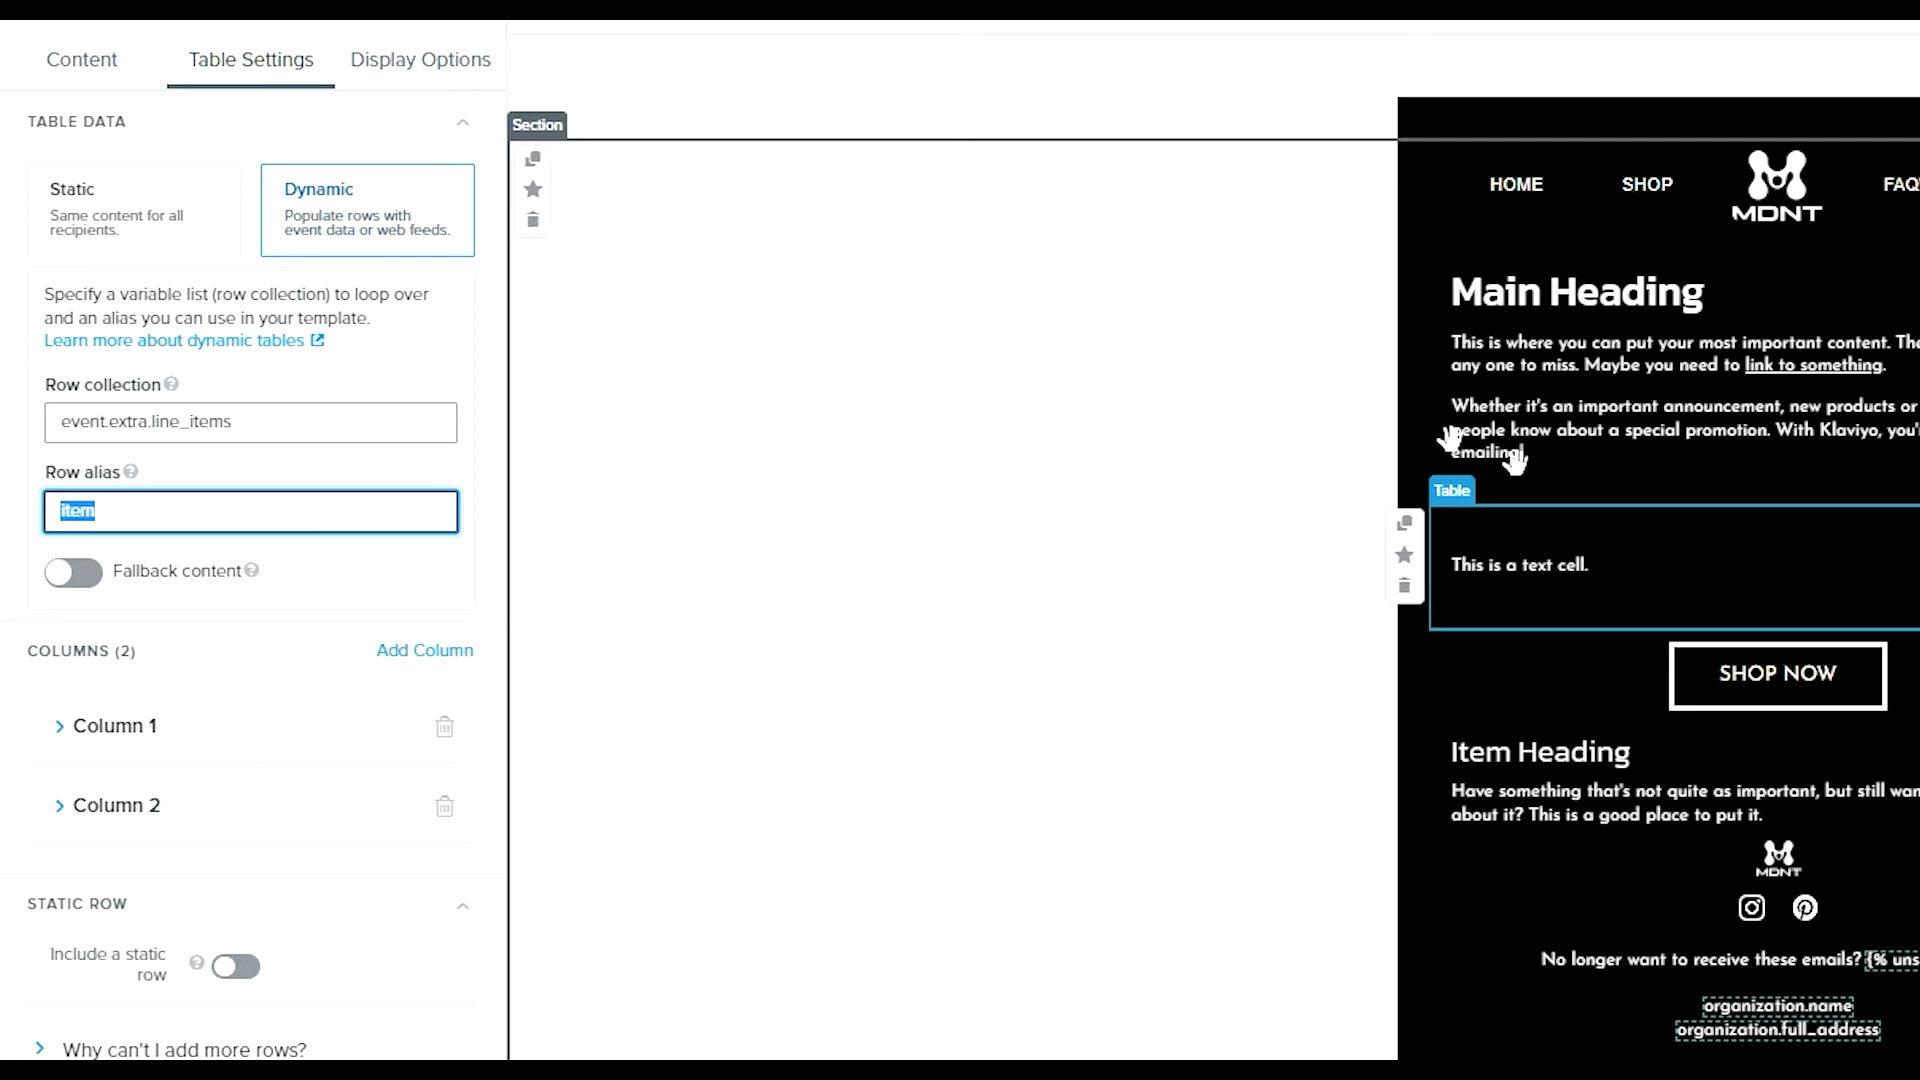 Content
Table Settings
Display Options
TABLE DATA
Static
Same content for all
recipients.
Dynamic
Populate rows with
event data or web feeds.
Specify a variable list (row collection) to loop over
and an alias you can use in your template.
Learn more about dynamic tables
Row collection
event.extra.line_items
Row alias
item
Fallback content
COLUMNS (2)
Add Column
Column 1
Column 2
STATIC ROW
Include a static
row
Why can't I add more rows?
Section
HOME
SHOP
MDNT
FAQ
Main Heading
This is where you can put your most important content. The
any one to miss. Maybe you need to link to something.
Whether it's an important announcement, new products or
people know about a special promotion. With Klaviyo, you'
emailing
Table
This is a text cell.
SHOP NOW
Item Heading
Have something that's not quite as important, but still wan
about it? This is a good place to put it.
MDNT
No longer want to receive these emails? {% uns
organization.name
organization.full_address